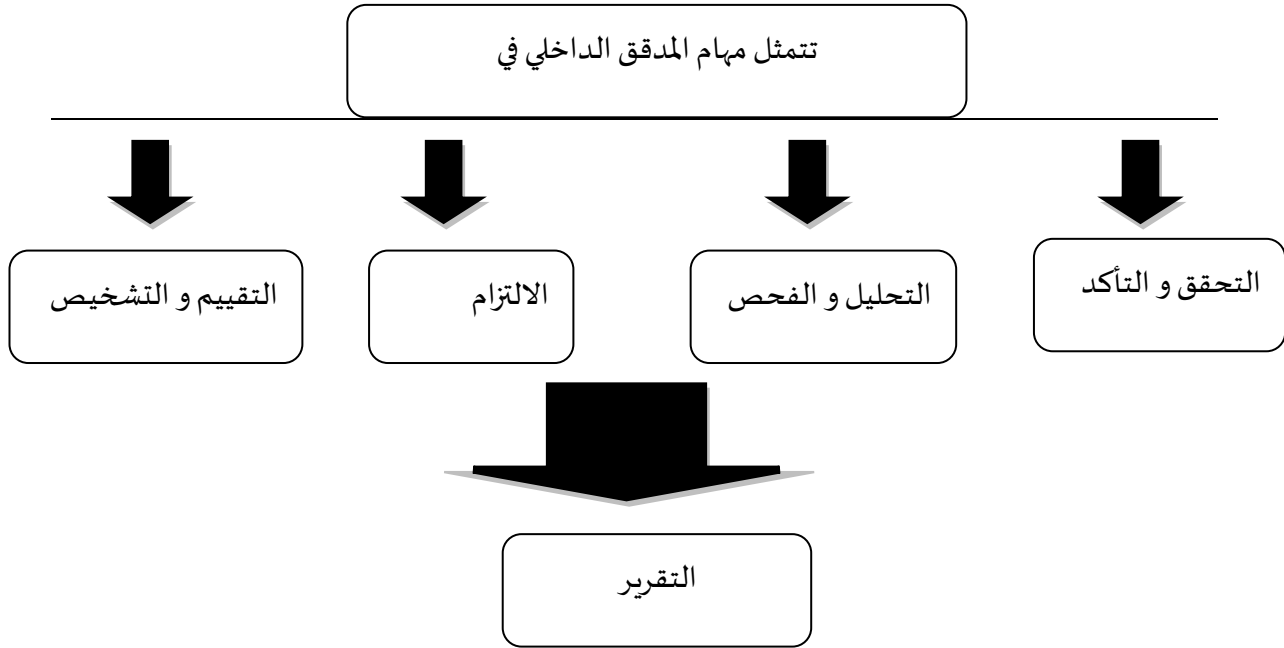 تتمثل مهام المدقق الداخلي في
التحقق و التأكد
التحليل و الفحص
الالتزام
التقييم و التشخيص
التقرير